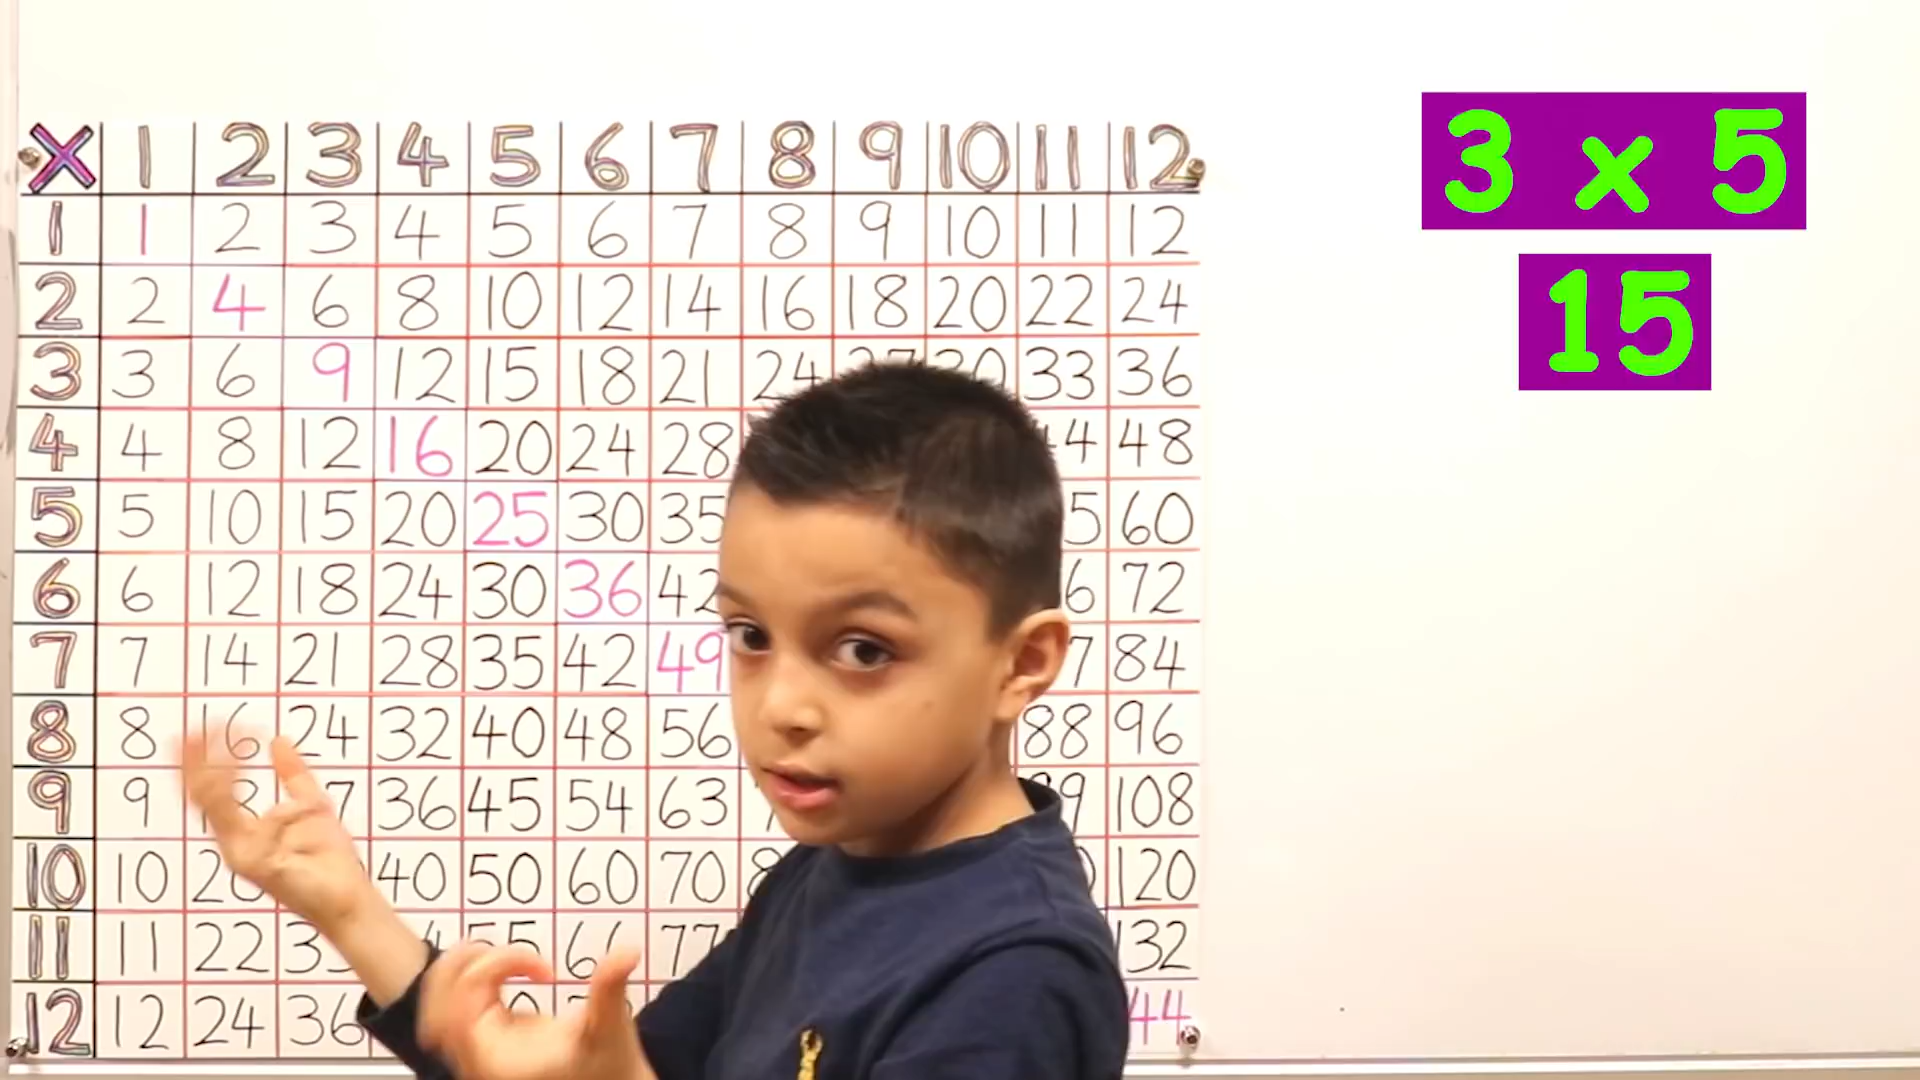 X 1 2 3 4 5 6 7 8 9 10 11 12
1 1 2 3 4 5 6 7 8 9 10 11 12
2 2 4 6 8 10 12 14 16 18 20 22 24
3 3 6 9 12 15 18 21 24 33 36
4 4 8 12 16 20 24 28 48
5 5 10 15 20 25 30 35 60
6 6 12 18 24 30 36 42 72
7 7 14 21 28 35 42 49 84
8 8 16 24 32 40 48 56 88 96
9 9 36 45 54 63 108
10 10 40 50 60 70 120
11 11 22 77
12 12 24 36
3 x 5
15